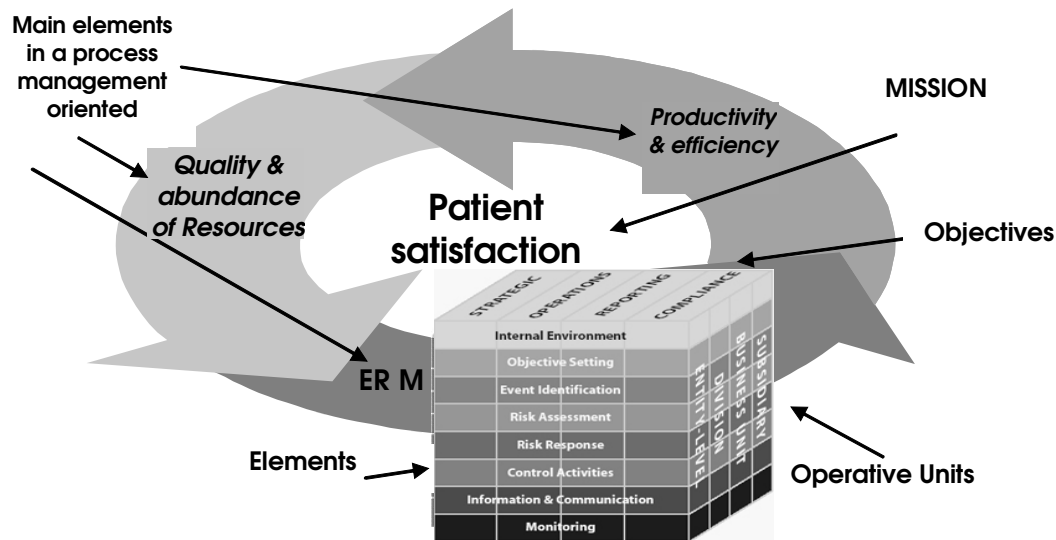 Main elements
in a process
management
oriented
MISSION
Productivity
& efficiency
Quality &
abundance
of Resources
Patient
satisfaction
Objectives
STRATEGIC
OPERATIONS
REPORTING
COMPLIANCE
Internal Environment
Objective Setting
Event Identification
Risk Assessment
Risk Response
Control Activities
Information & Communication
Monitoring
ENTITY-LEVEL
DIVISION
BUSINESS UNIT
SUBSIDIARY
ER M
Elements
Operative Units